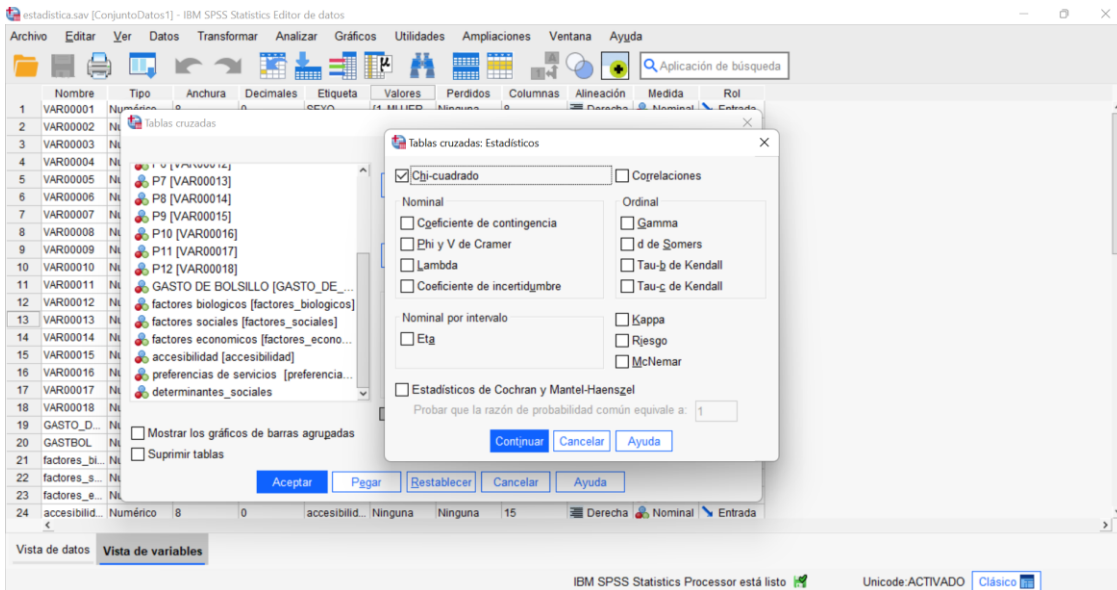 estadistica.sav [ConjuntoDatos1] - IBM SPSS Statistics Editor de datos
Archivo Editar Ver Datos Transformar Analizar Gráficos Utilidades Ampliaciones Ventana Ayuda
Aplicación de búsqueda
Nombre Tipo Anchura Decimales Etiqueta Valores Perdidos Columnas Alineación Medida Rol
1 VAR00001 Numérico 8 0 SEXO {1, MUJER... Ninguna 8 Derecha Nominal Entrada
2 VAR00002
3 VAR00003
4 VAR00004
5 VAR00005
6 VAR00006
7 VAR00007
8 VAR00008
9 VAR00009
10 VAR00010
11 VAR00011
12 VAR00012
13 VAR00013
14 VAR00014
15 VAR00015
16 VAR00016
17 VAR00017
18 VAR00018
19 GASTO_D...
20 GASTBOL
21 factores_bi...
22 factores_s...
23 factores_e...
24 accesibilid... Numérico 8 0 accesibilid... Ninguna Ninguna 15 Derecha Nominal Entrada
Tablas cruzadas
P6 [VAR00012]
P7 [VAR00013]
P8 [VAR00014]
P9 [VAR00015]
P10 [VAR00016]
P11 [VAR00017]
P12 [VAR00018]
GASTO DE BOLSILLO [GASTO_DE_...
factores biologicos [factores_biologicos]
factores sociales [factores_sociales]
factores economicos [factores_econo...
accesibilidad [accesibilidad]
preferencias de servicios [preferencia...
determinantes_sociales
Mostrar los gráficos de barras agrupadas
Suprimir tablas
Aceptar Pegar Restablecer Cancelar Ayuda
Tablas cruzadas: Estadísticos
Chi-cuadrado Correlaciones
Nominal
Coeficiente de contingencia
Phi y V de Cramer
Lambda
Coeficiente de incertidumbre
Ordinal
Gamma
d de Somers
Tau-b de Kendall
Tau-c de Kendall
Nominal por intervalo
Eta
Kappa
Riesgo
McNemar
Estadísticos de Cochran y Mantel-Haenszel
Probar que la razón de probabilidad común equivale a: 1
Continuar Cancelar Ayuda
Vista de datos Vista de variables
IBM SPSS Statistics Processor está listo Unicode:ACTIVADO Clásico